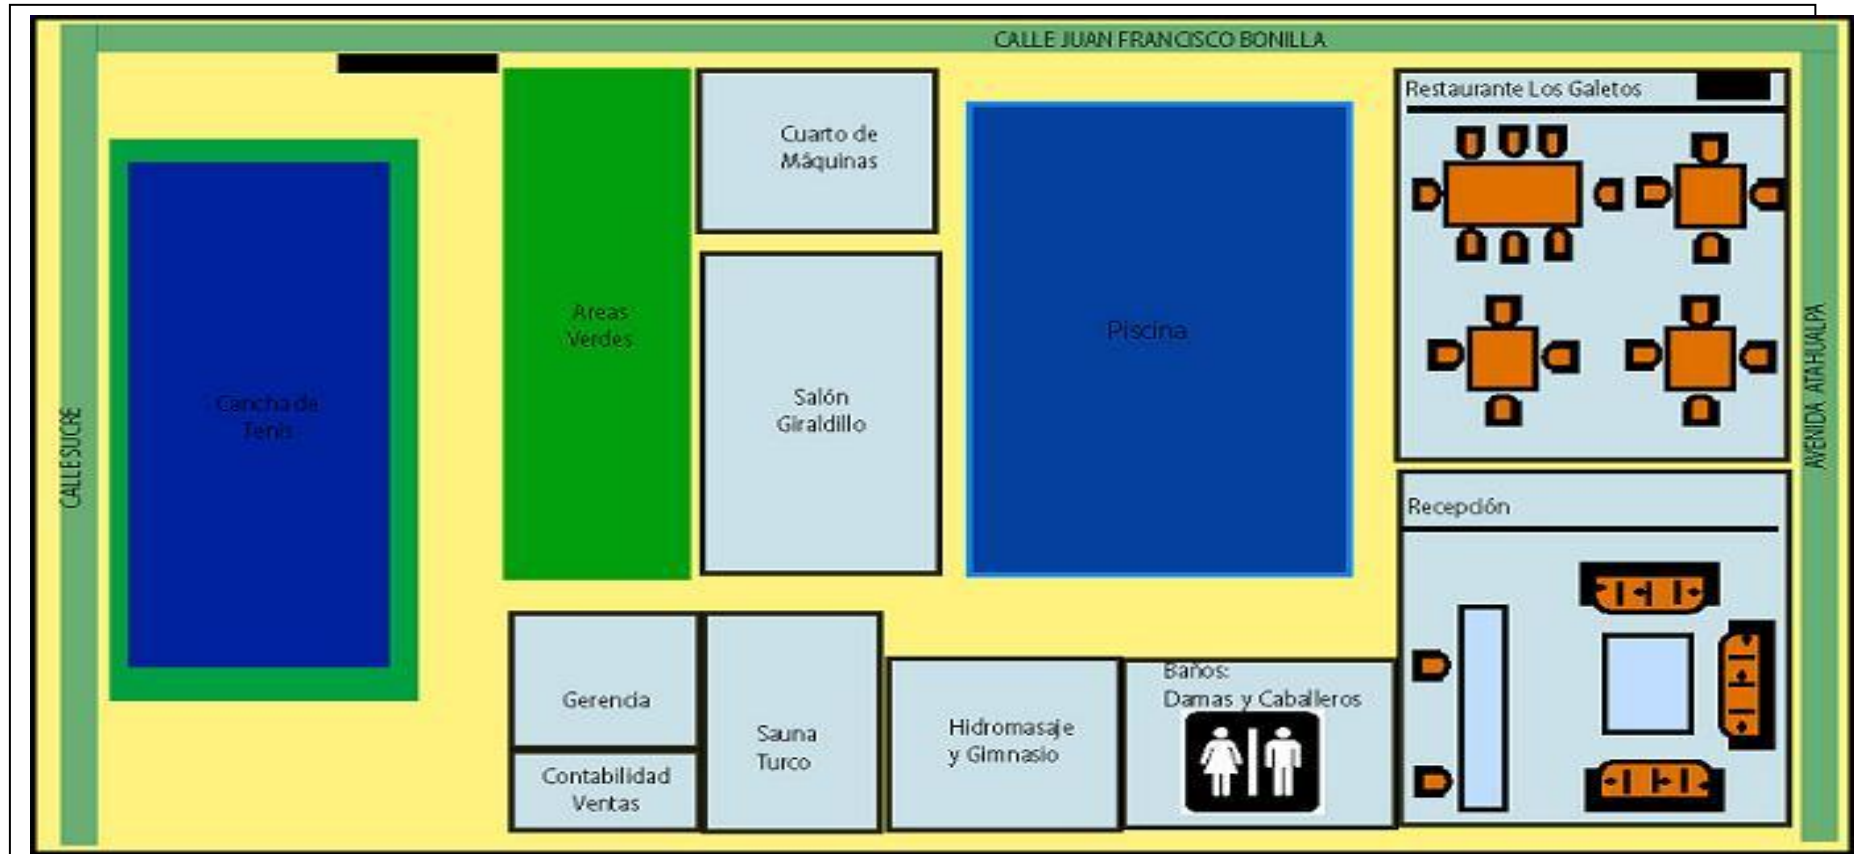 CALLE JUAN FRANCISCO BONILLA
CALLE SUCRE
Cancha de
Tenis
Areas
Verdes
Cuarto de
Máquinas
Salón
Giraldillo
Piscina
Restaurante Los Galetos
AVENIDA ATAHUALPA
Recepción
Gerencia
Contabilidad
Ventas
Sauna
Turco
Hidromasaje
y Gimnasio
Baños:
Damas y Caballeros